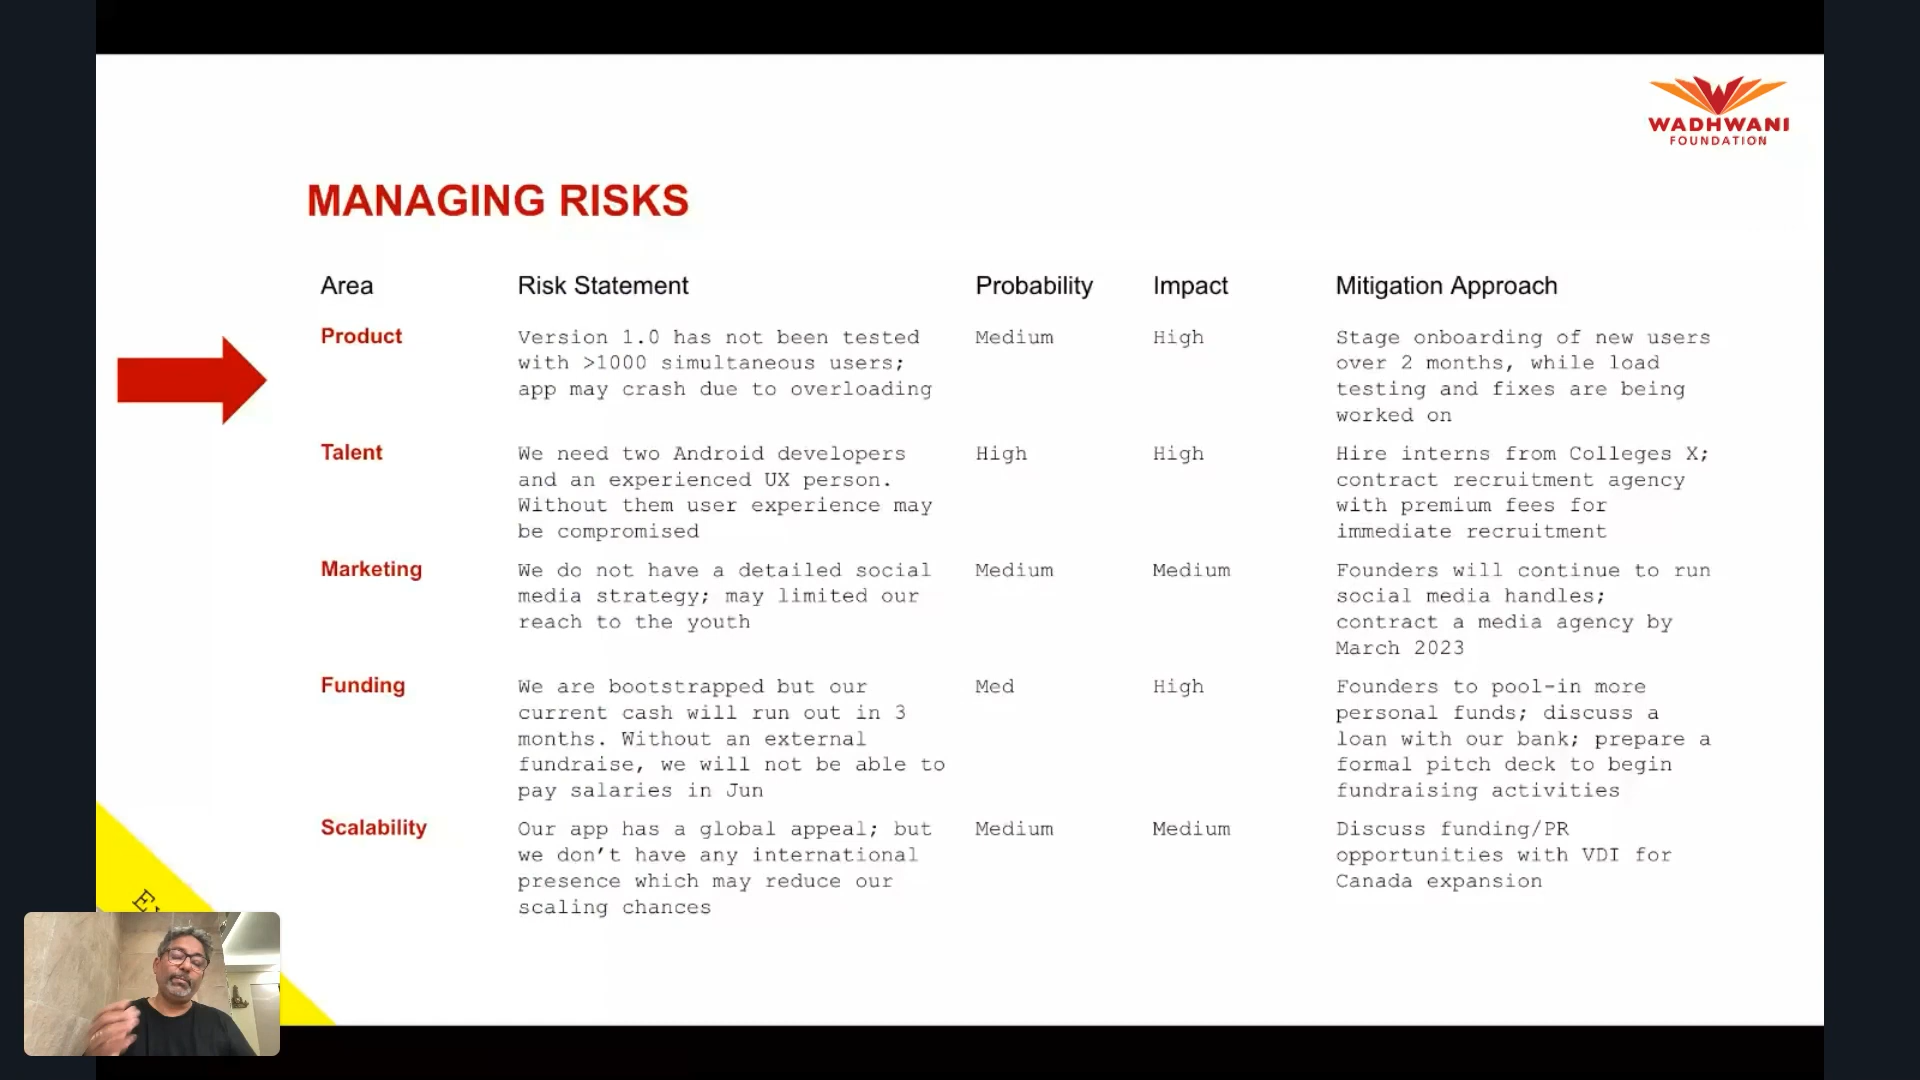 WADHWANI
FOUNDATION
MANAGING RISKS
Area Risk Statement Probability Impact Mitigation Approach
Product Version 1.0 has not been tested Medium High Stage onboarding of new users
with >1000 simultaneous users; over 2 months, while load
app may crash due to overloading testing and fixes are being
worked on
Talent We need two Android developers High High Hire interns from Colleges X;
and an experienced UX person. contract recruitment agency
Without them user experience may with premium fees for
be compromised immediate recruitment
Marketing We do not have a detailed social Medium Medium Founders will continue to run
media strategy; may limited our social media handles;
reach to the youth contract a media agency by
March 2023
Funding We are bootstrapped but our Med High Founders to pool-in more
current cash will run out in 3 personal funds; discuss a
months. Without an external loan with our bank; prepare a
fundraise, we will not be able to formal pitch deck to begin
pay salaries in Jun fundraising activities
Scalability Our app has a global appeal; but Medium Medium Discuss funding/PR
we don’t have any international opportunities with VDI for
presence which may reduce our Canada expansion
scaling chances